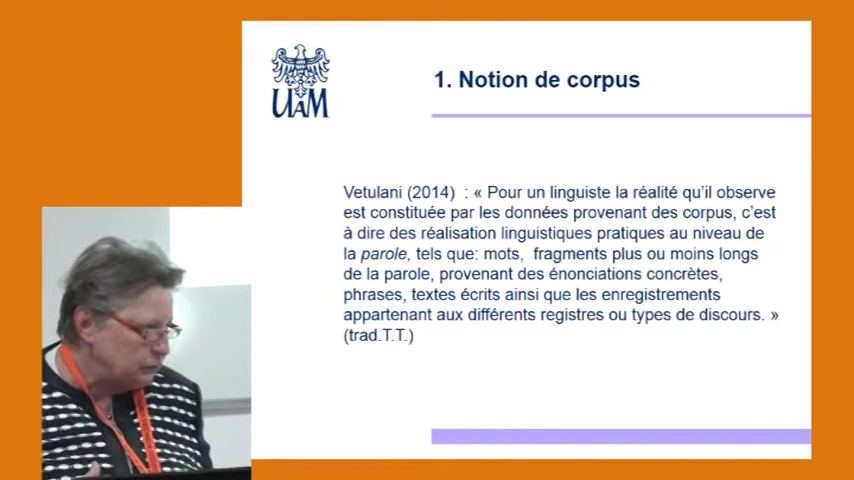 UAM
1. Notion de corpus
Vetulani (2014)  : « Pour un linguiste la réalité qu'il observe
est constituée par les données provenant des corpus, c'est
à dire des réalisation linguistiques pratiques au niveau de
la parole, tels que: mots,  fragments plus ou moins longs
de la parole, provenant des énonciations concrètes,
phrases, textes écrits ainsi que les enregistrements
appartenant aux différents registres ou types de discours. »
(trad.T.T.)